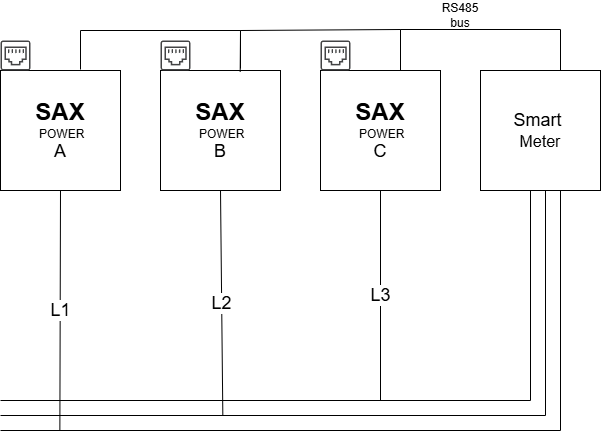 RS485
bus
SAX
POWER
A
SAX
POWER
B
SAX
POWER
C
Smart
Meter
L1
L2
L3